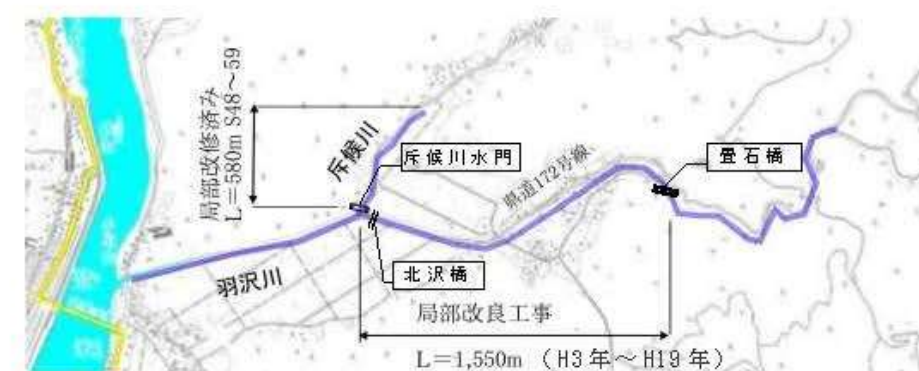 局部改修済み
L=580m S48～59
斥候川
斥候川水門
県道172号線
畳石橋
羽沢川
北沢橋
局部改良工事
L=1,550m (H3年～H19年)